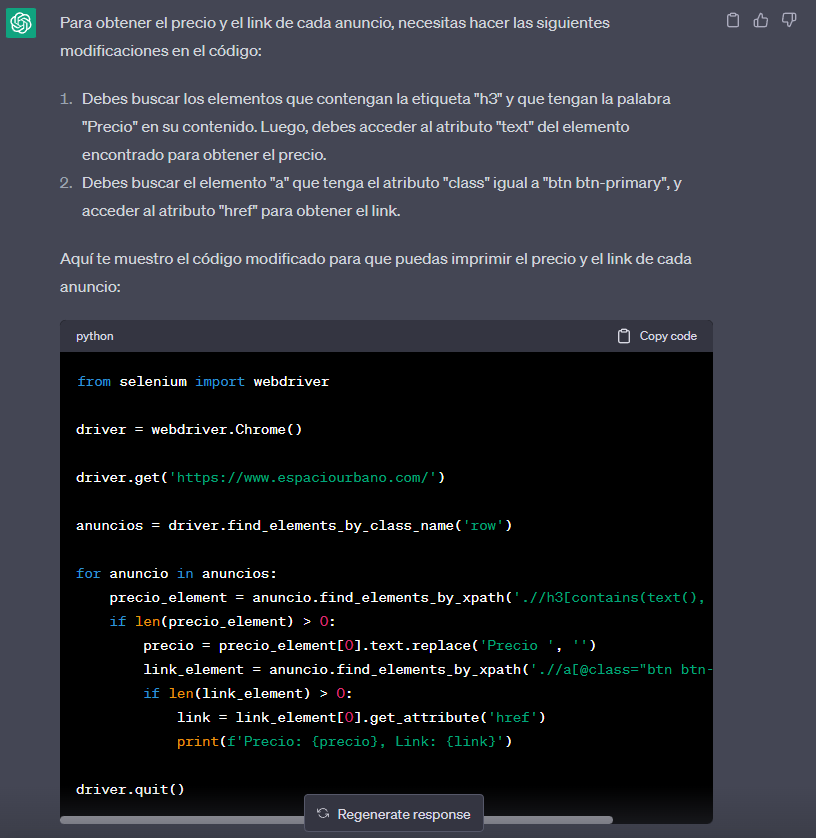 Para obtener el precio y el link de cada anuncio, necesitas hacer las siguientes
modificaciones en el código:
1. Debes buscar los elementos que contengan la etiqueta "h3" y que tengan la palabra
"Precio" en su contenido. Luego, debes acceder al atributo "text" del elemento
encontrado para obtener el precio.
2. Debes buscar el elemento "a" que tenga el atributo "class" igual a "btn btn-primary", y
acceder al atributo "href" para obtener el link.
Aquí te muestro el código modificado para que puedas imprimir el precio y el link de cada
anuncio:
python Copy code
from selenium import webdriver
driver = webdriver.Chrome()
driver.get('https://www.espaciourbano.com/')
anuncios = driver.find_elements_by_class_name('row')
for anuncio in anuncios:
    precio_element = anuncio.find_elements_by_xpath('.//h3[contains(text(),
    if len(precio_element) > 0:
        precio = precio_element[0].text.replace('Precio ', '')
        link_element = anuncio.find_elements_by_xpath('.//a[@class="btn btn-
        if len(link_element) > 0:
            link = link_element[0].get_attribute('href')
            print(f'Precio: {precio}, Link: {link}')
driver.quit()
Regenerate response